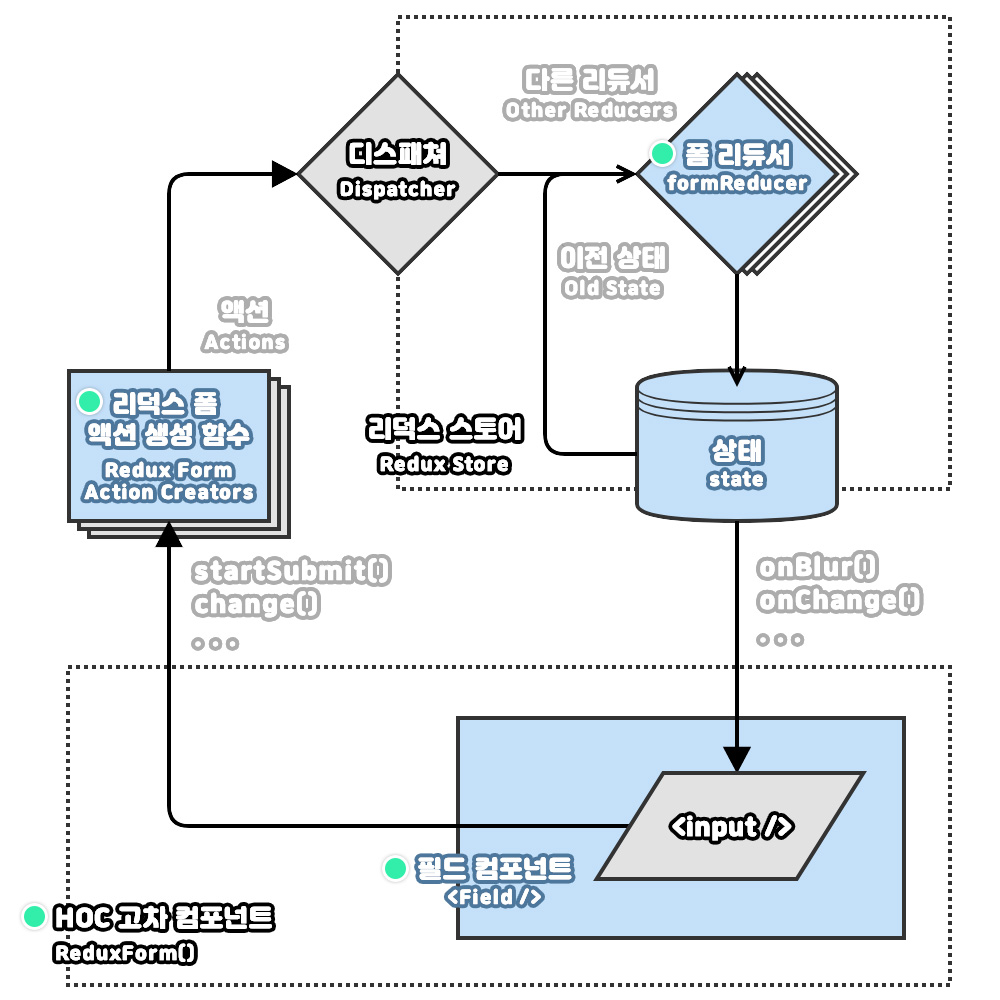 다른 리듀서
Other Reducers
디스패쳐
Dispatcher
폼 리듀서
formReducer
이전 상태
Old State
액션
Actions
리덕스 폼
액션 생성 함수
Redux Form
Action Creators
리덕스 스토어
Redux Store
상태
state
startSubmit()
change()
...
onBlur()
onChange()
...
<input />
필드 컴포넌트
<Field />
HOC 고차 컴포넌트
ReduxForm()